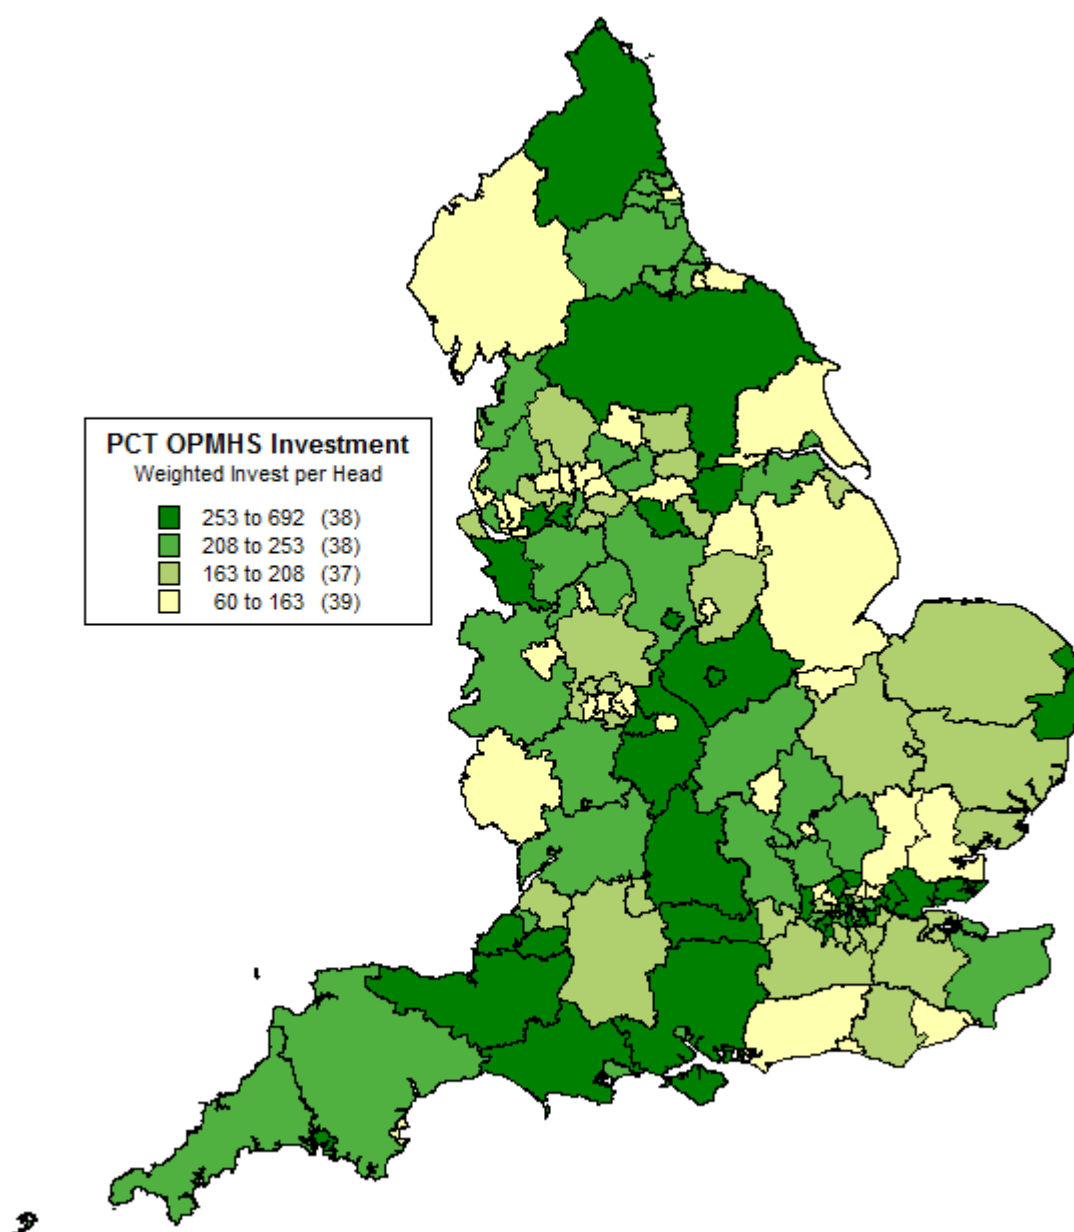 PCT OPMHS Investment
Weighted Invest per Head
253 to 692 (38)
208 to 253 (38)
163 to 208 (37)
60 to 163 (39)